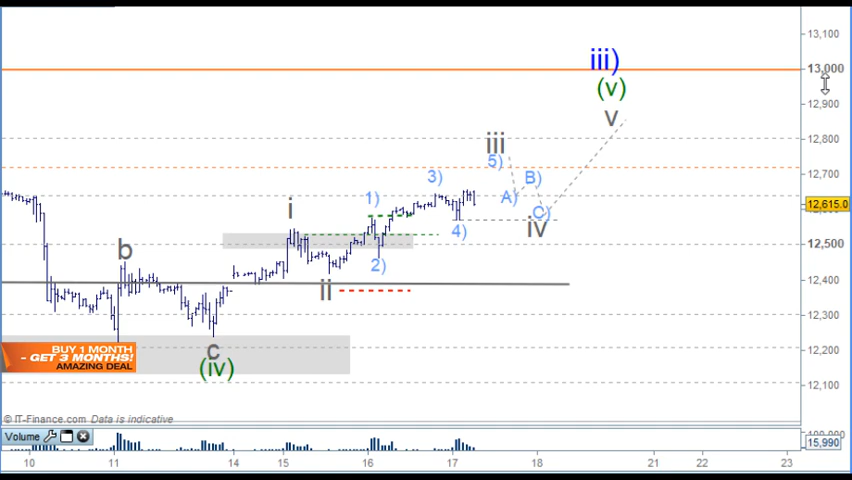 13,100
iii)
13,000
(v)
12,900
v
iii
12,800
5)
B)
12,700
3)
1)
A)
12,615.0
i
C)
4)
iv
12,500
b
2)
12,400
ii
12,300
BUY 1 MONTH
- GET 3 MONTHS!
AMAZING DEAL
c
12,200
(iv)
12,100
© IT-Finance.com Data is indicative
Volume
15,990
10 11 14 15 16 17 18 21 22 23